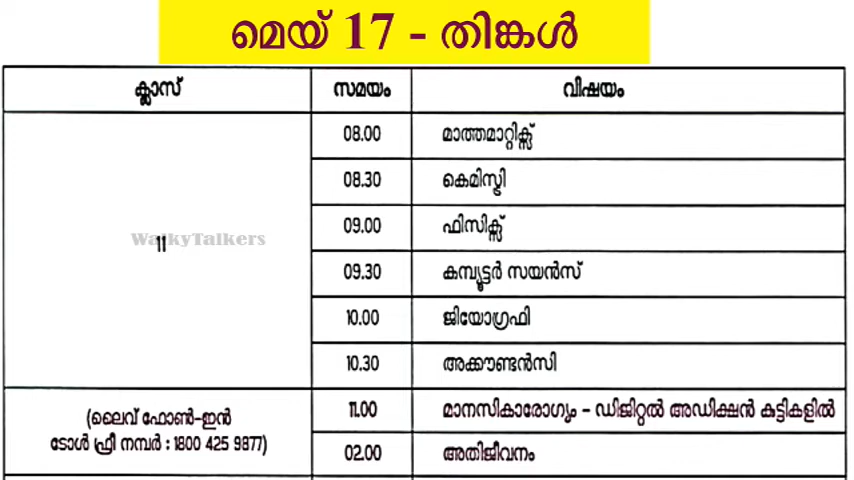 മെയ് 17 - തിങ്കൾ
ക്ലാസ് സമയം വിഷയം
11
WalkyTalkers
08.00 മാത്തമാറ്റിക്സ്
08.30 കെമിസ്ട്രി
09.00 ഫിസിക്സ്
09.30 കമ്പ്യൂട്ടർ സയൻസ്
10.00 ജിയോഗ്രഫി
10.30 അക്കൗണ്ടൻസി
(ലൈവ് ഫോൺ-ഇൻ
ടോൾ ഫ്രീ നമ്പർ : 1800 425 9877)
11.00 മാനസികാരോഗ്യം - ഡിജിറ്റൽ അഡിക്ഷൻ കുട്ടികളിൽ
02.00 അതിജീവനം